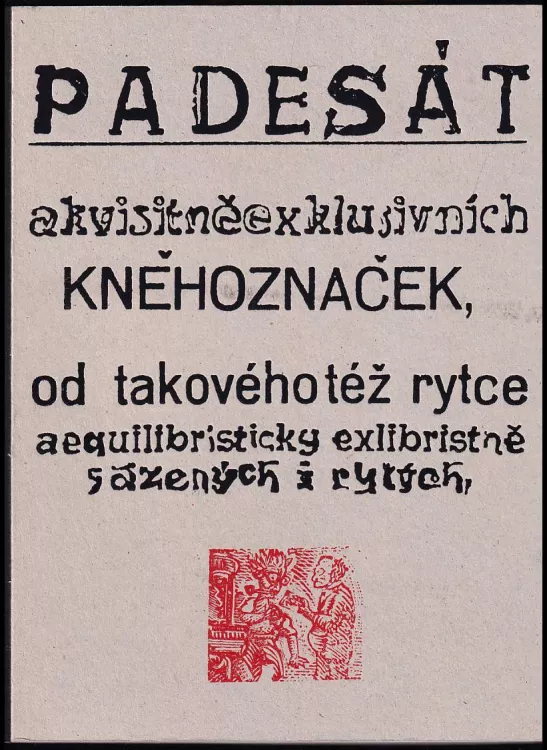 PADESÁT
akvisitněexklusivních
KNĚHOZNAČEK,
od takovéhotéž rytce
aequilibristicky exlibristně
sázených i rytých,